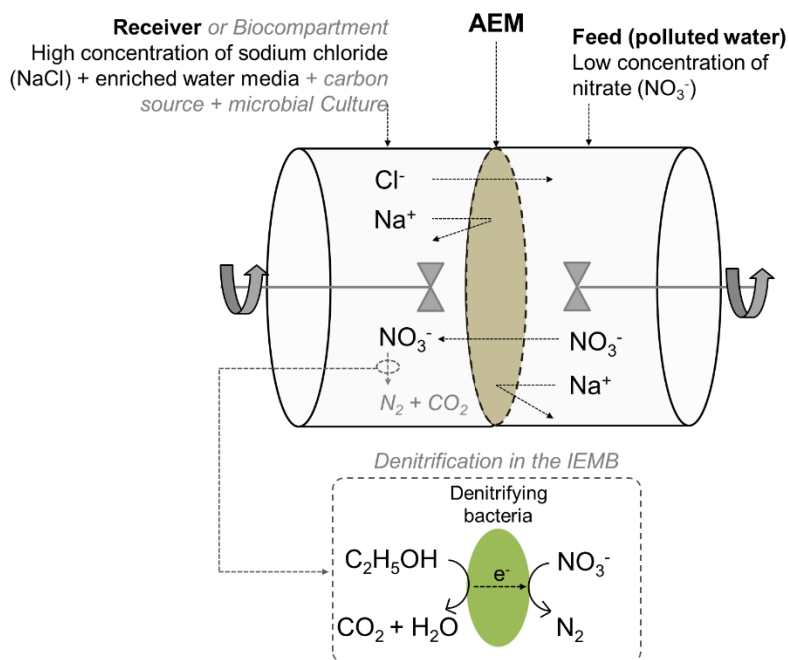 Receiver or Biocompartment
High concentration of sodium chloride
(NaCl) + enriched water media + carbon
source + microbial Culture
AEM
Feed (polluted water)
Low concentration of
nitrate (NO₃⁻)
Cl⁻
Na⁺
NO₃⁻
NO₃⁻
N₂ + CO₂
Na⁺
Denitrification in the IEMB
Denitrifying
bacteria
C₂H₅OH
e⁻
NO₃⁻
CO₂ + H₂O
N₂